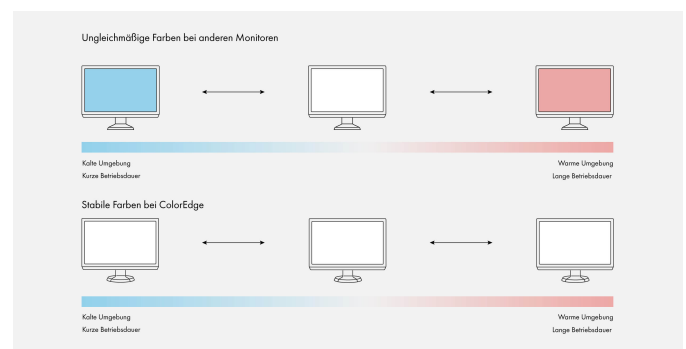 Ungleichmäßige Farben bei anderen Monitoren
Kalte Umgebung
Kurze Betriebsdauer
Warme Umgebung
Lange Betriebsdauer
Stabile Farben bei ColorEdge
Kalte Umgebung
Kurze Betriebsdauer
Warme Umgebung
Lange Betriebsdauer